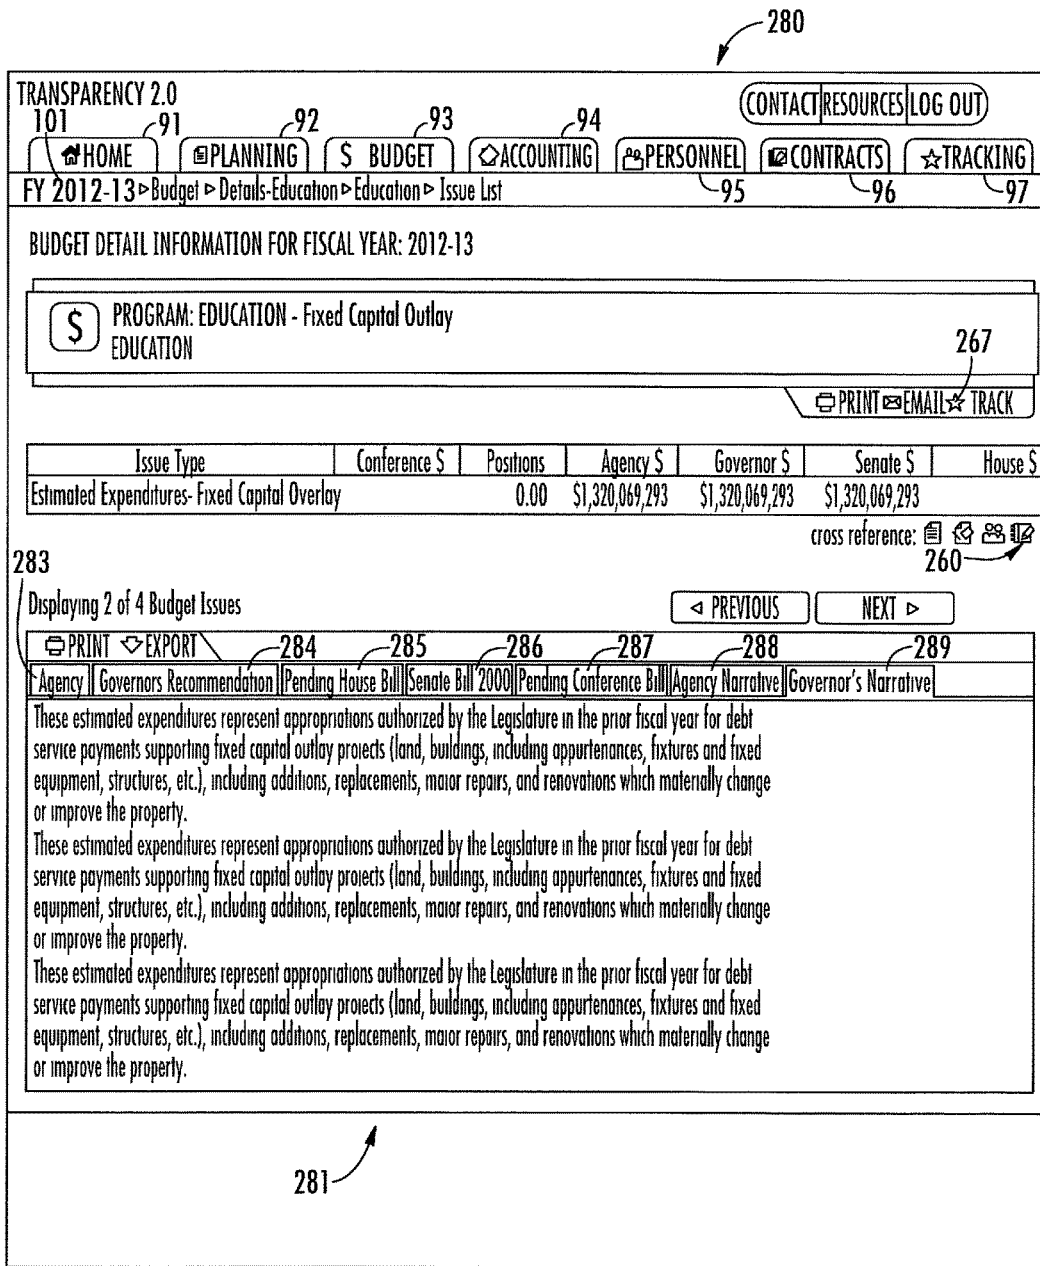 280
TRANSPARENCY 2.0
CONTACT RESOURCES LOG OUT
101 91 92 93 94
HOME PLANNING $ BUDGET ACCOUNTING PERSONNEL CONTRACTS TRACKING
FY 2012-13 ▹ Budget ▹ Details-Education ▹ Education ▹ Issue List 95 96 97
BUDGET DETAIL INFORMATION FOR FISCAL YEAR: 2012-13
$ PROGRAM: EDUCATION - Fixed Capital Outlay
EDUCATION
267
PRINT EMAIL TRACK
Issue Type Conference $ Positions Agency $ Governor $ Senate $ House $
Estimated Expenditures- Fixed Capital Overlay 0.00 $1,320,069,293 $1,320,069,293 $1,320,069,293
cross reference:
260
283
Displaying 2 of 4 Budget Issues ◃ PREVIOUS NEXT ▹
PRINT EXPORT 284 285 286 287 288 289
Agency Governors Recommendation Pending House Bill Senate Bill 2000 Pending Conference Bill Agency Narrative Governor's Narrative
These estimated expenditures represent appropriations authorized by the Legislature in the prior fiscal year for debt
service payments supporting fixed capital outlay projects (land, buildings, including appurtenances, fixtures and fixed
equipment, structures, etc.), including additions, replacements, major repairs, and renovations which materially change
or improve the property.
These estimated expenditures represent appropriations authorized by the Legislature in the prior fiscal year for debt
service payments supporting fixed capital outlay projects (land, buildings, including appurtenances, fixtures and fixed
equipment, structures, etc.), including additions, replacements, major repairs, and renovations which materially change
or improve the property.
These estimated expenditures represent appropriations authorized by the Legislature in the prior fiscal year for debt
service payments supporting fixed capital outlay projects (land, buildings, including appurtenances, fixtures and fixed
equipment, structures, etc.), including additions, replacements, major repairs, and renovations which materially change
or improve the property.
281